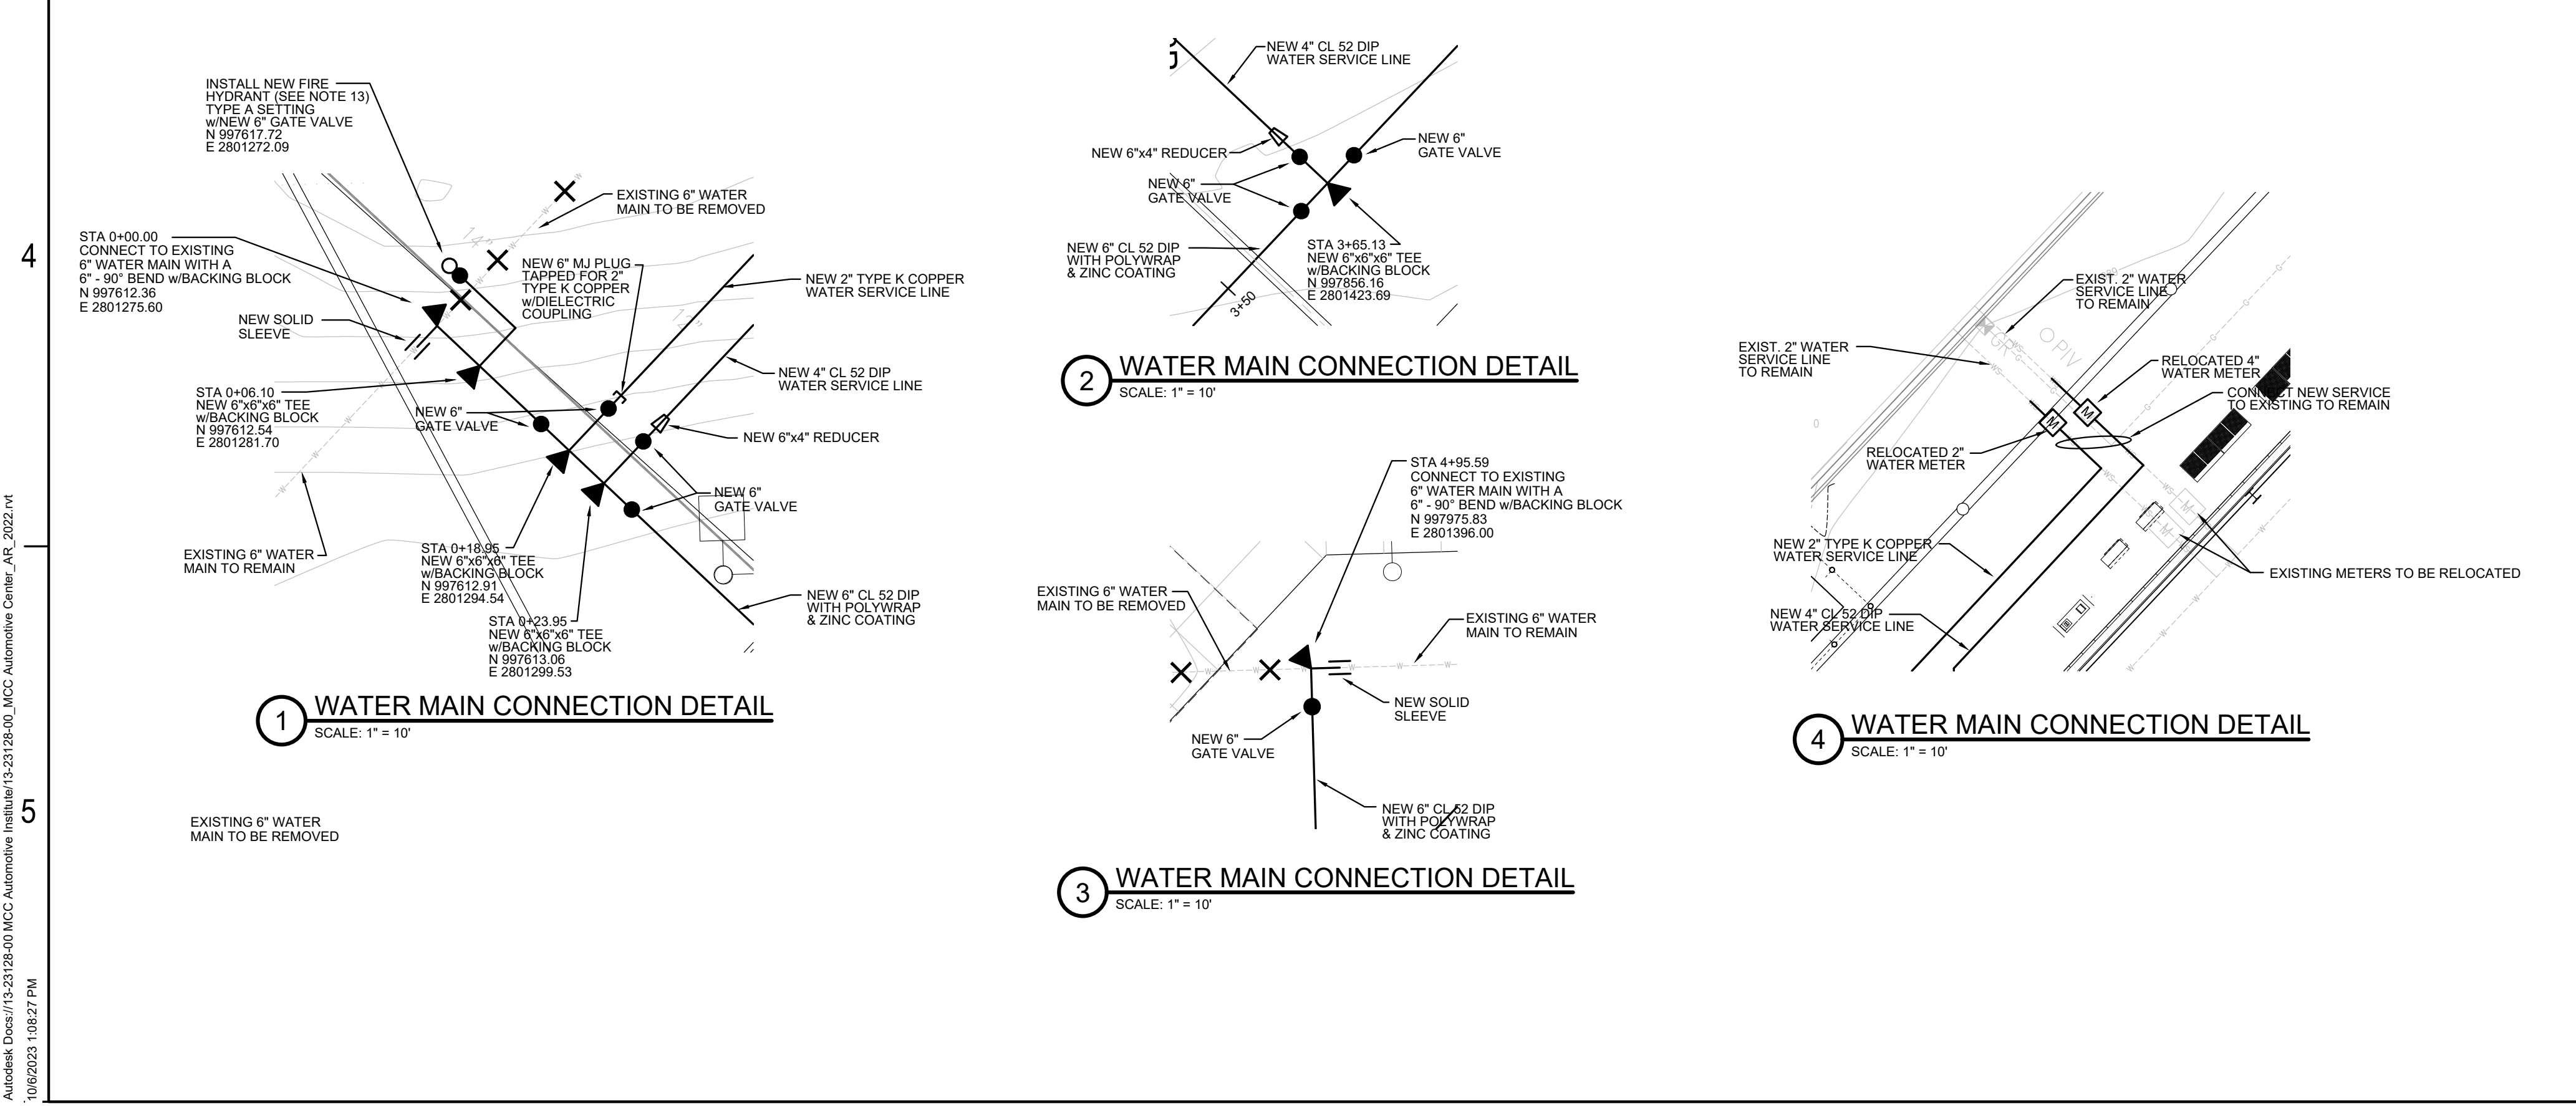 INSTALL NEW FIRE
HYDRANT (SEE NOTE 13)
TYPE A SETTING
w/NEW 6" GATE VALVE
N 997617.72
E 2801272.09
STA 0+00.00
CONNECT TO EXISTING
6" WATER MAIN WITH A
6" - 90° BEND w/BACKING BLOCK
N 997612.36
E 2801275.60
NEW SOLID
SLEEVE
STA 0+06.10
NEW 6"x6"x6" TEE
w/BACKING BLOCK
N 997612.54
E 2801281.70
EXISTING 6" WATER
MAIN TO BE REMOVED
14"
NEW 6" MJ PLUG
TAPPED FOR 2"
TYPE K COPPER
w/DIELECTRIC
COUPLING
NEW 2" TYPE K COPPER
WATER SERVICE LINE
NEW 4" CL 52 DIP
WATER SERVICE LINE
NEW 6"
GATE VALVE
NEW 6"x4" REDUCER
NEW 6"
GATE VALVE
EXISTING 6" WATER
MAIN TO REMAIN
STA 0+18.95
NEW 6"x6"x6" TEE
w/BACKING BLOCK
N 997612.91
E 2801294.54
STA 0+23.95
NEW 6"x6"x6" TEE
w/BACKING BLOCK
N 997613.06
E 2801299.53
NEW 6" CL 52 DIP
WITH POLYWRAP
& ZINC COATING
1
WATER MAIN CONNECTION DETAIL
SCALE: 1" = 10'
EXISTING 6" WATER
MAIN TO BE REMOVED
NEW 4" CL 52 DIP
WATER SERVICE LINE
NEW 6"x4" REDUCER
NEW 6"
GATE VALVE
NEW 6"
GATE VALVE
NEW 6" CL 52 DIP
WITH POLYWRAP
& ZINC COATING
STA 3+65.13
NEW 6"x6"x6" TEE
w/BACKING BLOCK
N 997856.16
E 2801423.69
3+50
2
WATER MAIN CONNECTION DETAIL
SCALE: 1" = 10'
STA 4+95.59
CONNECT TO EXISTING
6" WATER MAIN WITH A
6" - 90° BEND w/BACKING BLOCK
N 997975.83
E 2801396.00
EXISTING 6" WATER
MAIN TO BE REMOVED
EXISTING 6" WATER
MAIN TO REMAIN
NEW SOLID
SLEEVE
NEW 6"
GATE VALVE
NEW 6" CL 52 DIP
WITH POLYWRAP
& ZINC COATING
3
WATER MAIN CONNECTION DETAIL
SCALE: 1" = 10'
EXIST. 2" WATER
SERVICE LINE
TO REMAIN
EXIST. 2" WATER
SERVICE LINE
TO REMAIN
PIV
RELOCATED 4"
WATER METER
CONNECT NEW SERVICE
TO EXISTING TO REMAIN
M
M
RELOCATED 2"
WATER METER
NEW 2" TYPE K COPPER
WATER SERVICE LINE
EXISTING METERS TO BE RELOCATED
NEW 4" CL 52 DIP
WATER SERVICE LINE
4
WATER MAIN CONNECTION DETAIL
SCALE: 1" = 10'
4
5
Autodesk Docs://13-23128-00 MCC Automotive Institute/13-23128-00_MCC Automotive Center_AR_2022.rvt
10/6/2023 1:08:27 PM